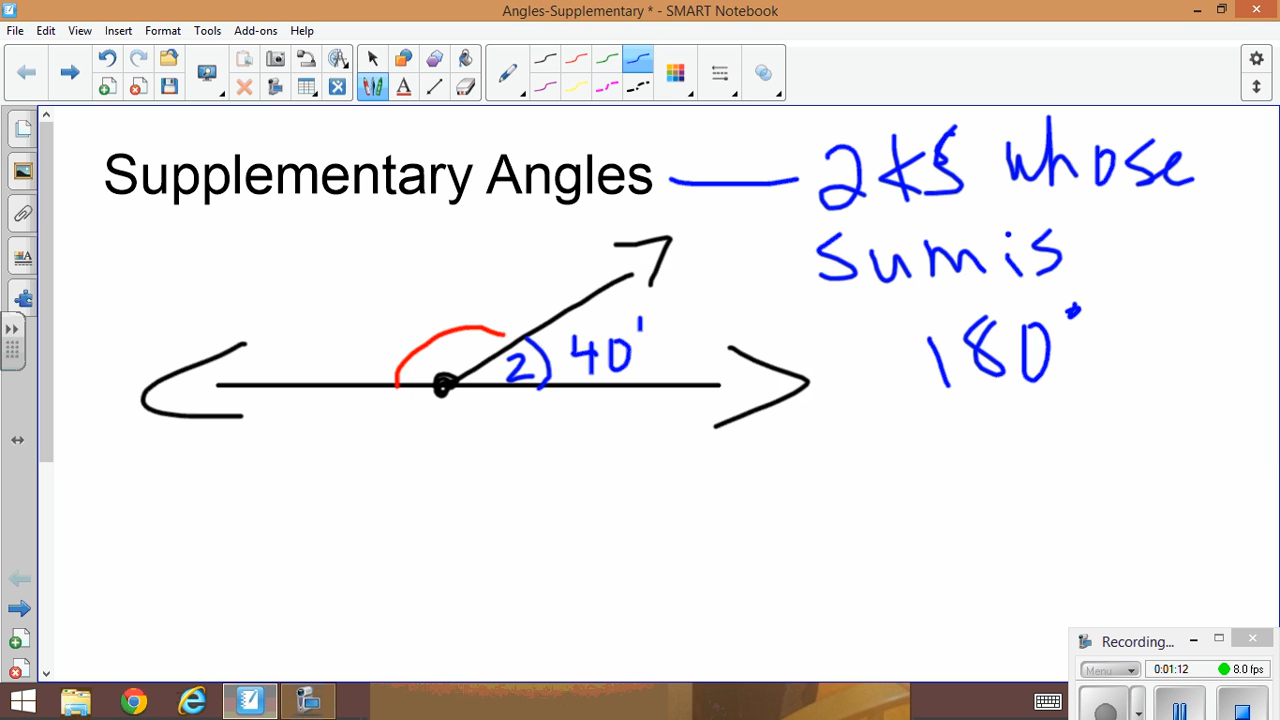 Angles-Supplementary * - SMART Notebook
File Edit View Insert Format Tools Add-ons Help
Supplementary Angles — 2 ∠s whose
sum is
180°
2 40'
Recording...
Menu 0:01:12 8.0 fps